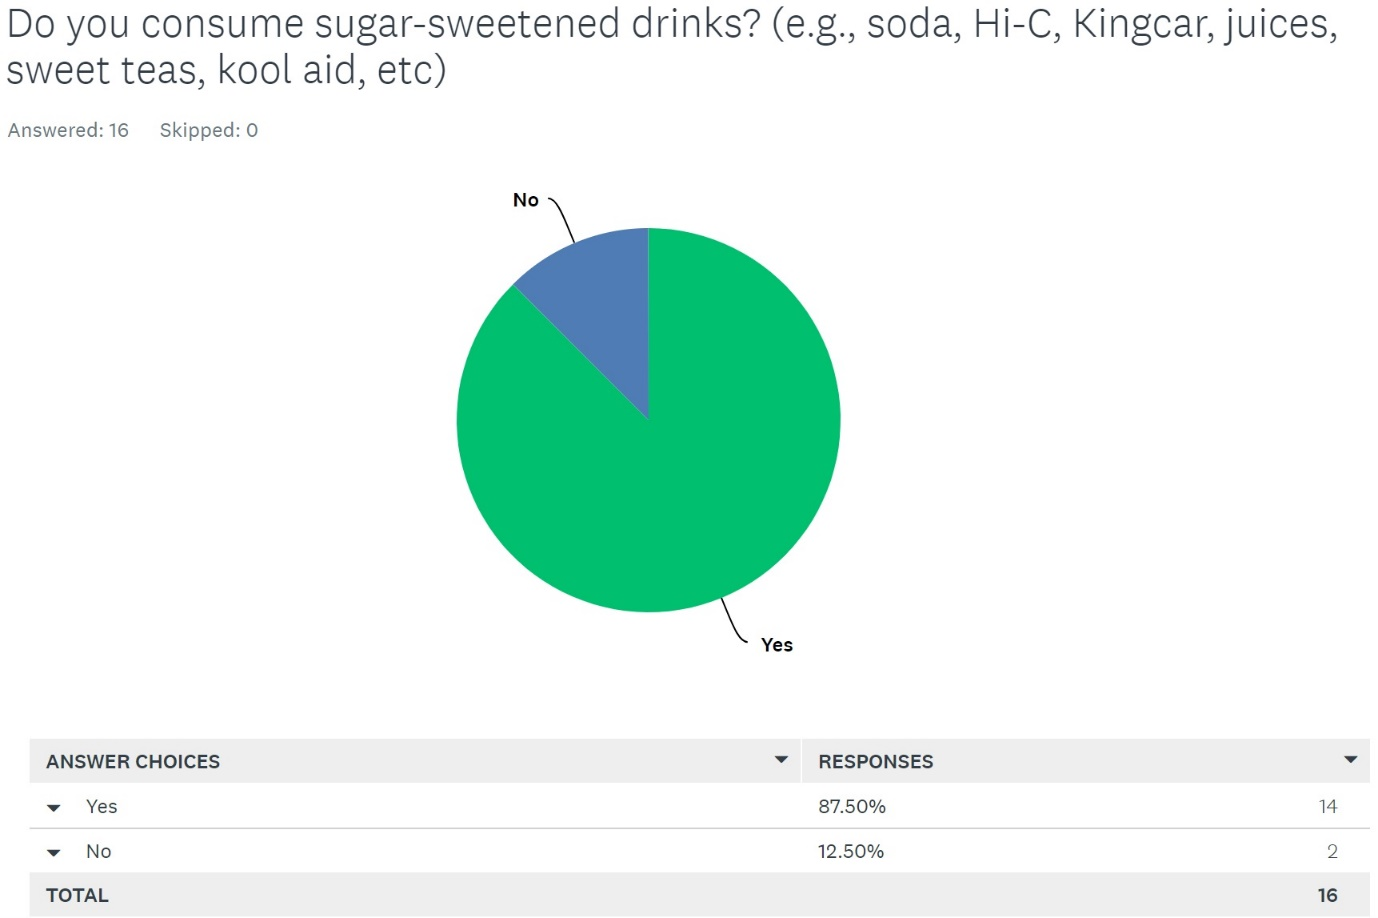 Do you consume sugar-sweetened drinks? (e.g., soda, Hi-C, Kingcar, juices,
sweet teas, kool aid, etc)
Answered: 16 Skipped: 0
No
Yes
ANSWER CHOICES RESPONSES
Yes 87.50% 14
No 12.50% 2
TOTAL 16